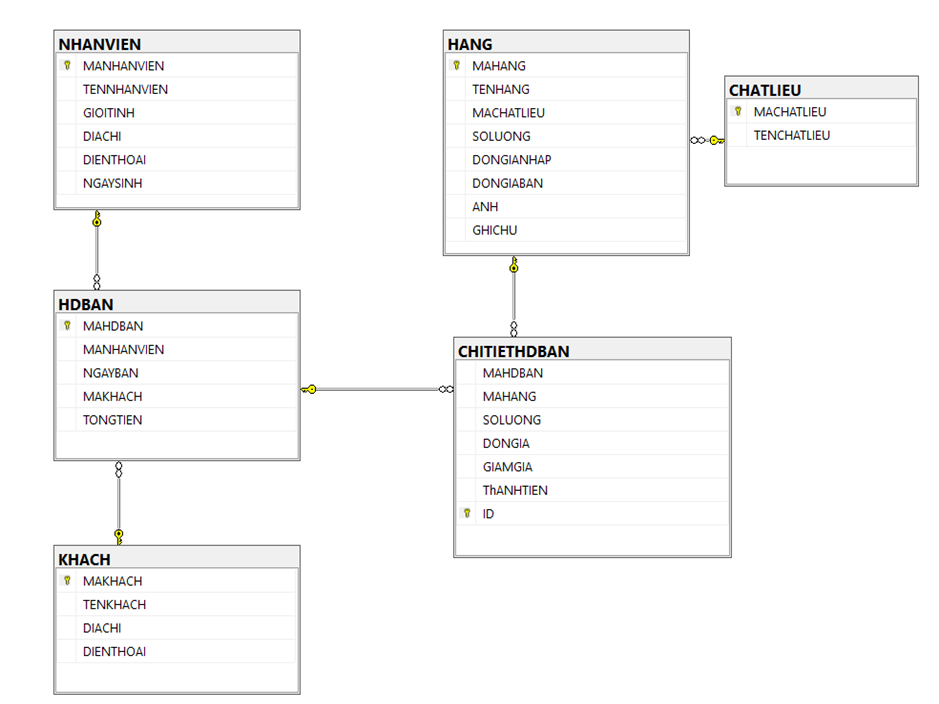 NHANVIEN
MANHANVIEN
TENNHANVIEN
GIOITINH
DIACHI
DIENTHOAI
NGAYSINH
HANG
MAHANG
TENHANG
MACHATLIEU
SOLUONG
DONGIANHAP
DONGIABAN
ANH
GHICHU
CHATLIEU
MACHATLIEU
TENCHATLIEU
HDBAN
MAHDBAN
MANHANVIEN
NGAYBAN
MAKHACH
TONGTIEN
CHITIETHDBAN
MAHDBAN
MAHANG
SOLUONG
DONGIA
GIAMGIA
ThANHTIEN
ID
KHACH
MAKHACH
TENKHACH
DIACHI
DIENTHOAI